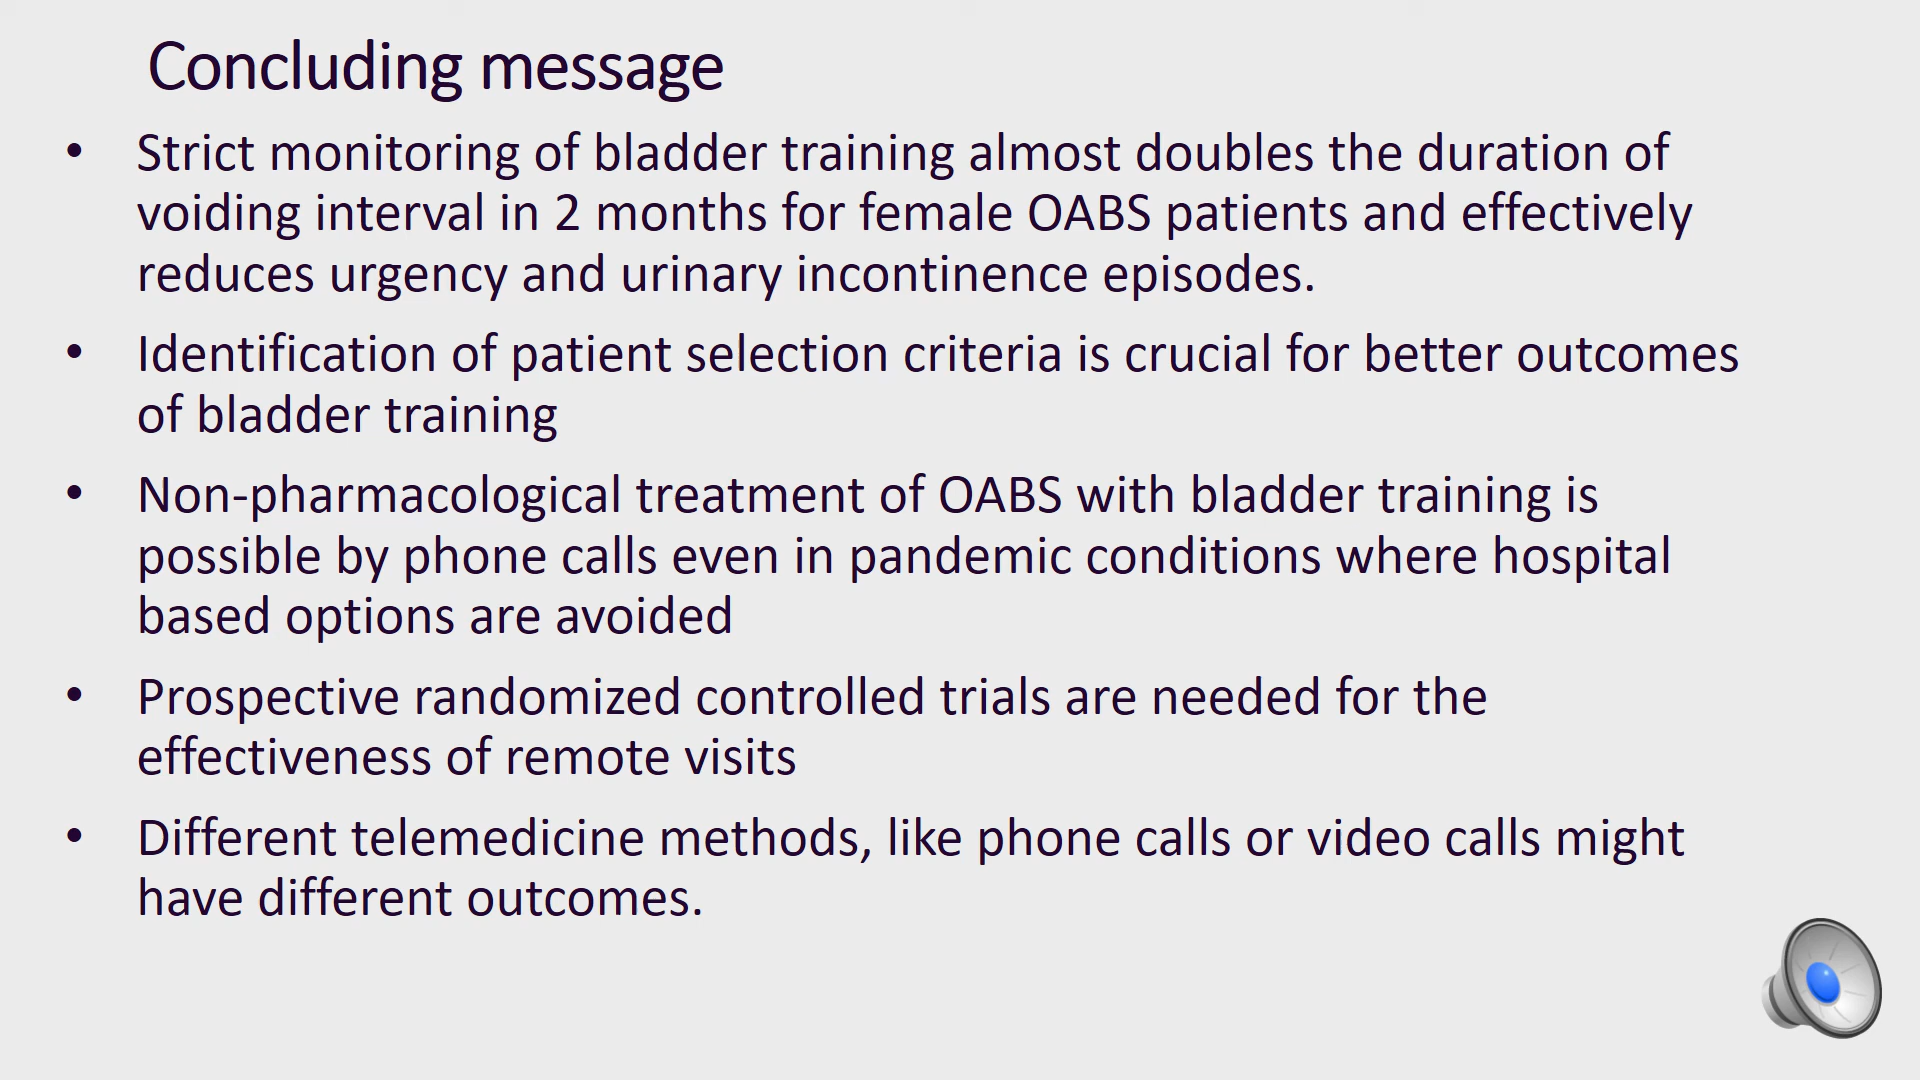 Concluding message
• Strict monitoring of bladder training almost doubles the duration of
voiding interval in 2 months for female OABS patients and effectively
reduces urgency and urinary incontinence episodes.
• Identification of patient selection criteria is crucial for better outcomes
of bladder training
• Non-pharmacological treatment of OABS with bladder training is
possible by phone calls even in pandemic conditions where hospital
based options are avoided
• Prospective randomized controlled trials are needed for the
effectiveness of remote visits
• Different telemedicine methods, like phone calls or video calls might
have different outcomes.